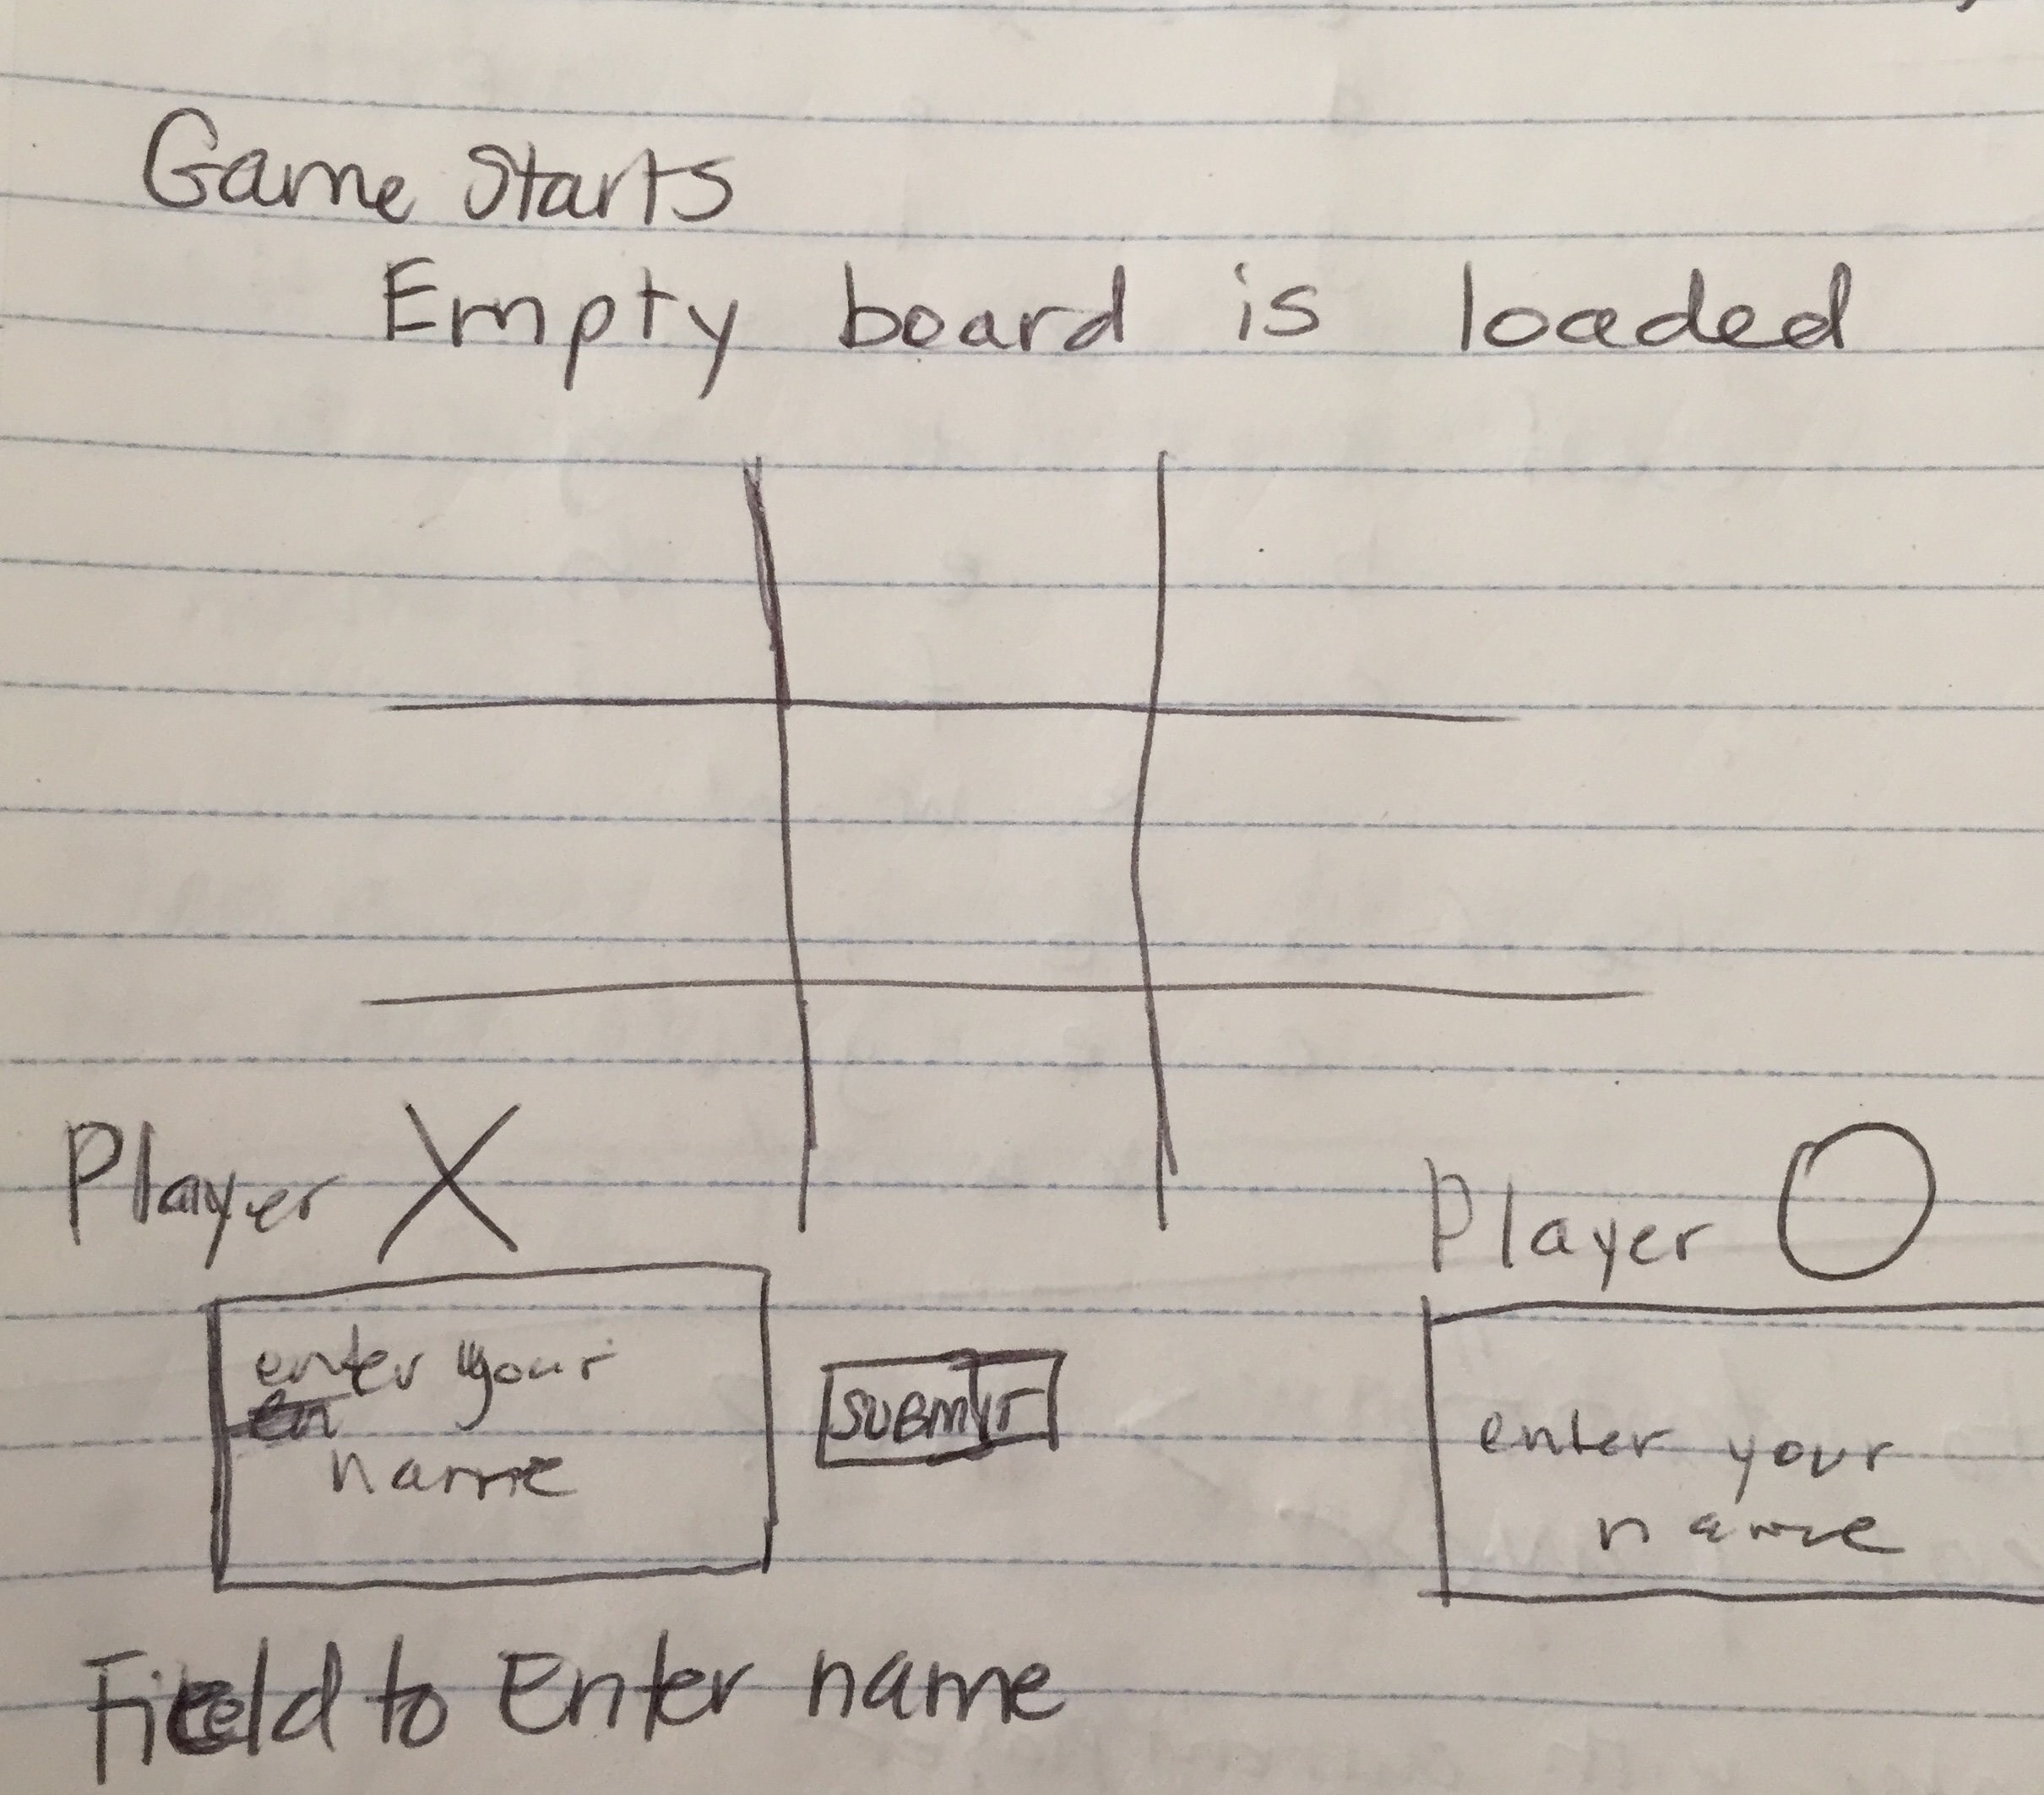 Game Starts
Empty board is loaded
Player X
Player O
enter your
name
SUBMIT
enter your
name
Field to Enter name